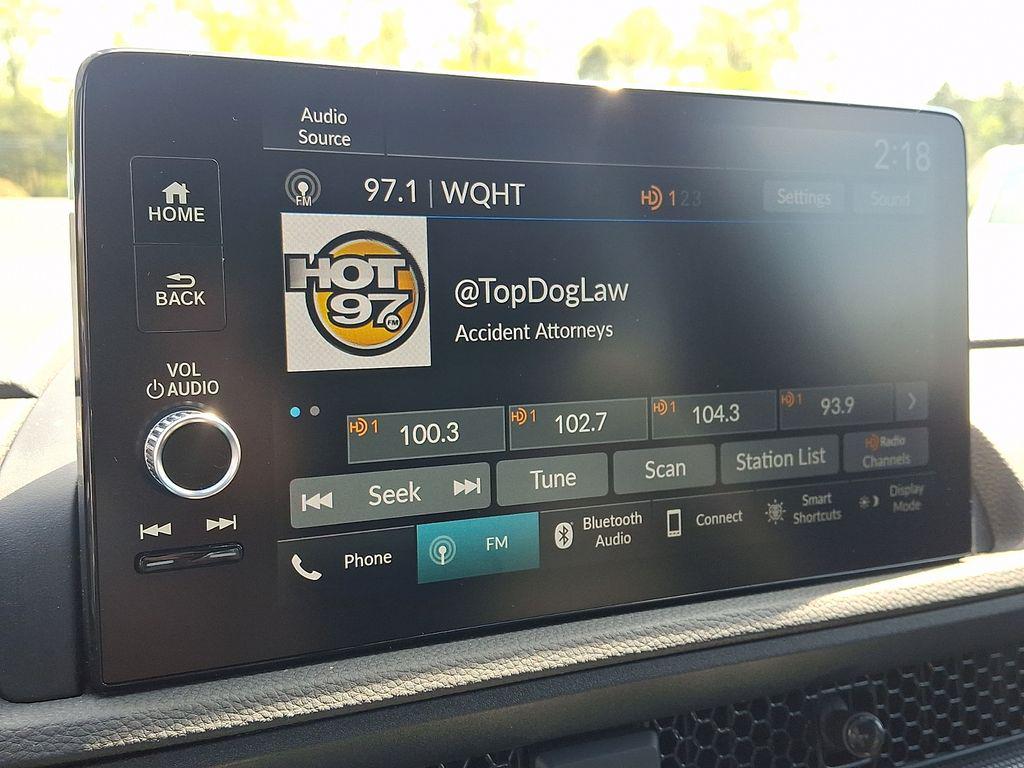 Audio
Source
2:18
HOME
FM
97.1 | WQHT
HD 1 2 3
Settings
Sound
BACK
HOT
97
FM
@TopDogLaw
Accident Attorneys
VOL
AUDIO
HD 1 100.3
HD 1 102.7
HD 1 104.3
HD 1 93.9
Seek
Tune
Scan
Station List
HD Radio
Channels
Phone
FM
Bluetooth
Audio
Connect
Smart
Shortcuts
Display
Mode